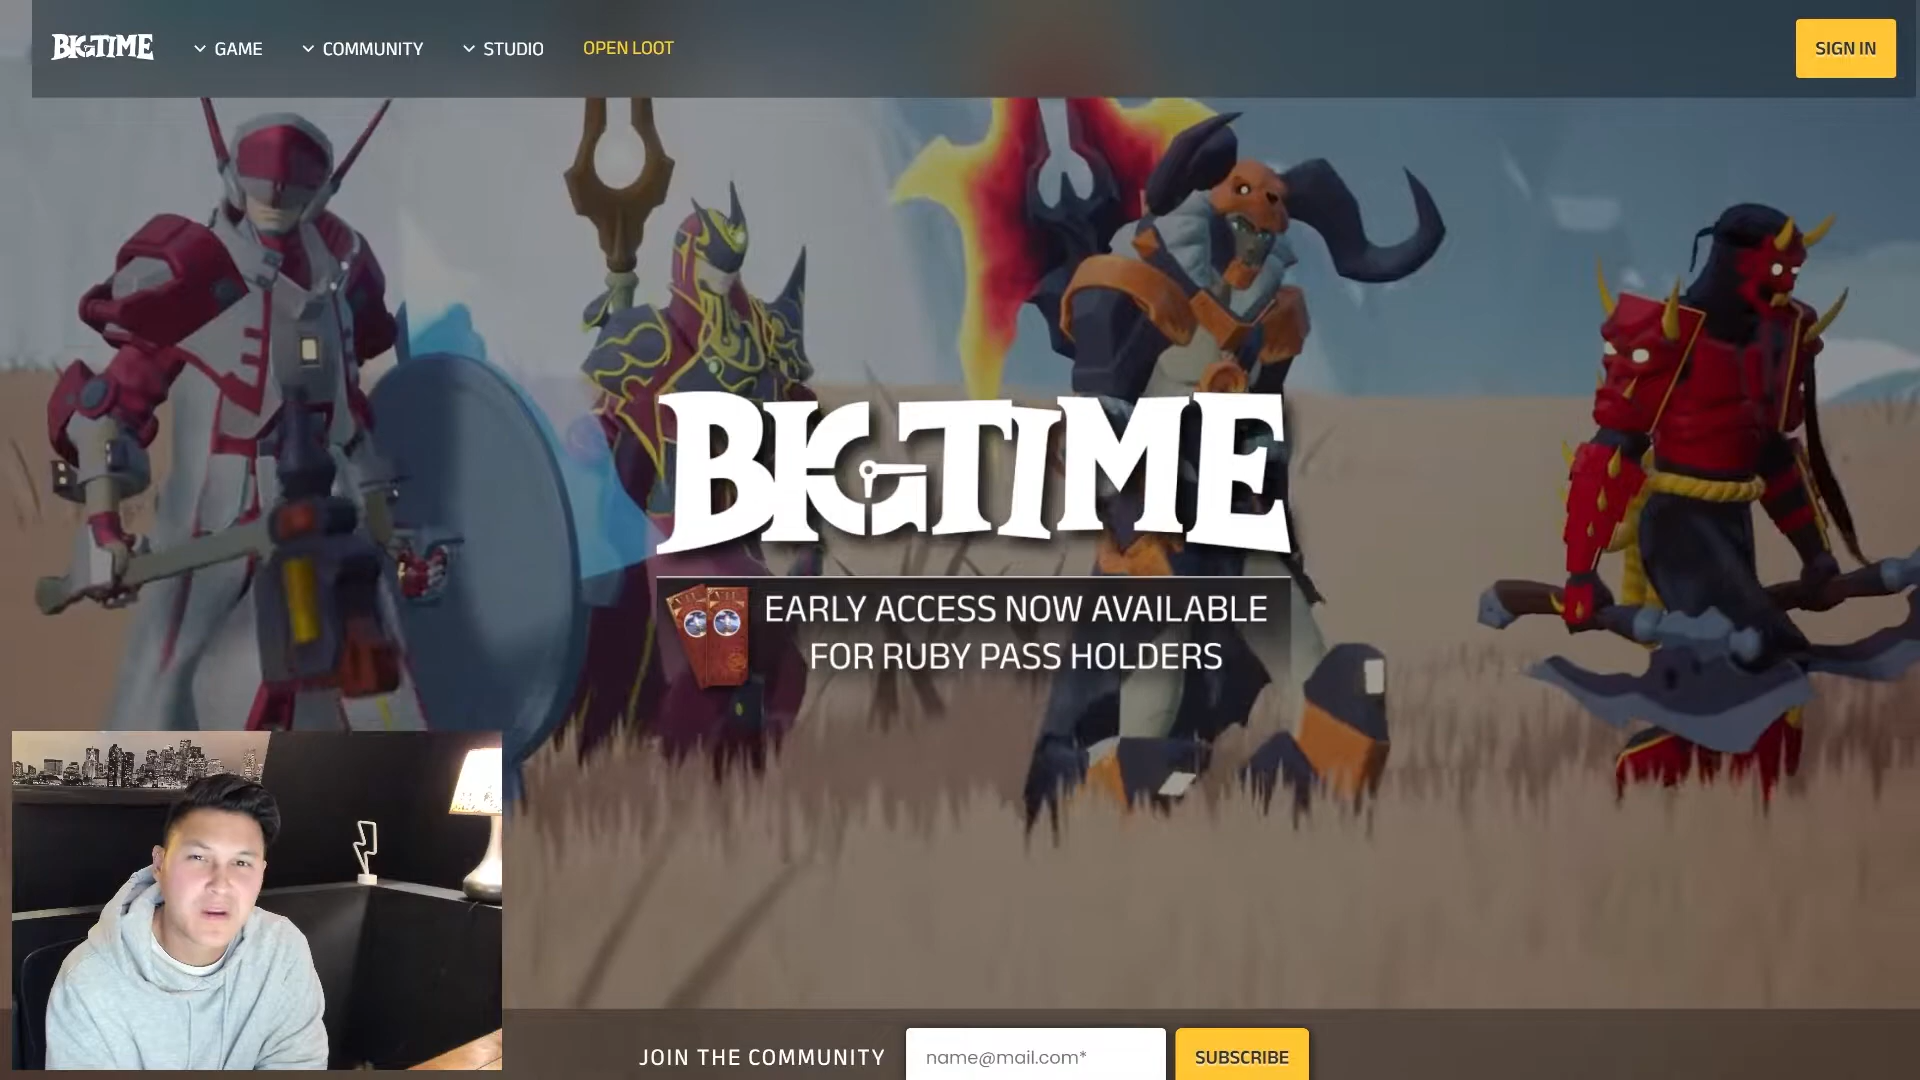 BIGTIME
GAME
COMMUNITY
STUDIO
OPEN LOOT
SIGN IN
BIGTIME
EARLY ACCESS NOW AVAILABLE
FOR RUBY PASS HOLDERS
JOIN THE COMMUNITY
name@mail.com*
SUBSCRIBE